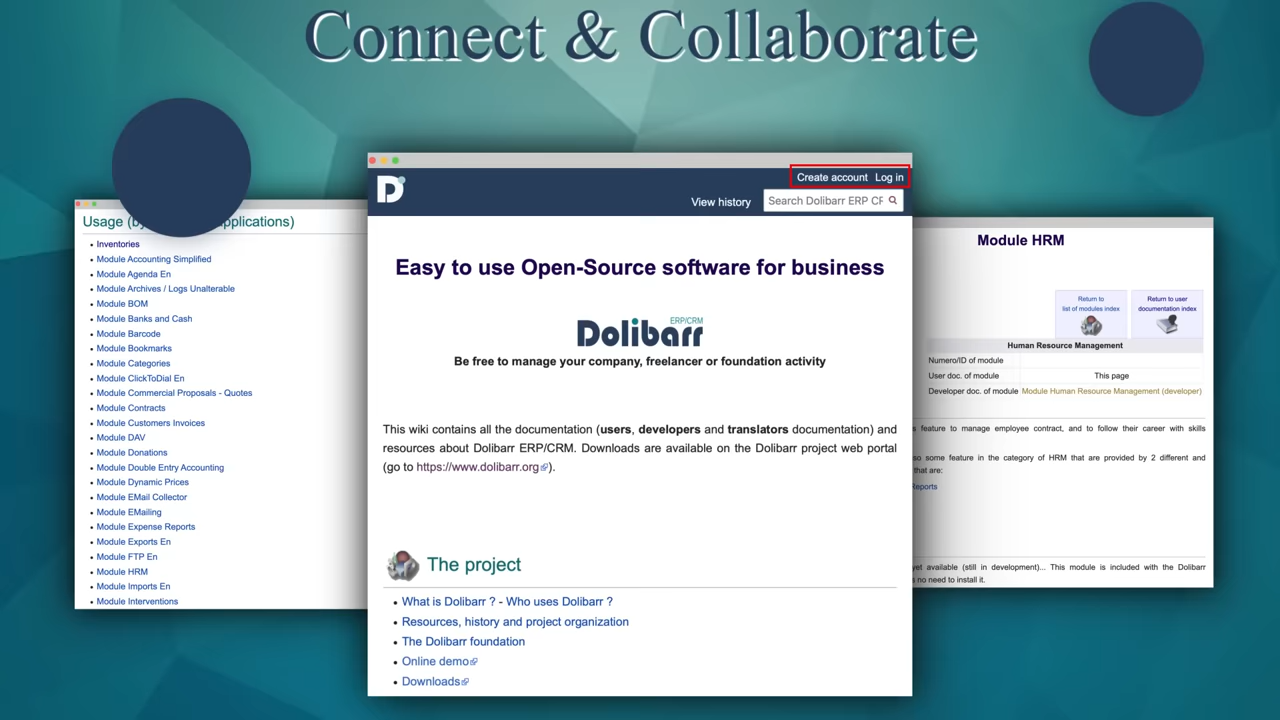 Connect & Collaborate
Usage (b
pplications)
Inventories
Module Accounting Simplified
Module Agenda En
Module Archives / Logs Unalterable
Module BOM
Module Banks and Cash
Module Barcode
Module Bookmarks
Module Categories
Module ClickToDial En
Module Commercial Proposals - Quotes
Module Contracts
Module Customers Invoices
Module DAV
Module Donations
Module Double Entry Accounting
Module Dynamic Prices
Module EMail Collector
Module EMailing
Module Expense Reports
Module Exports En
Module FTP En
Module HRM
Module Imports En
Module Interventions
D
Create account Log in
View history
Search Dolibarr ERP CF
Easy to use Open-Source software for business
Dolibarr ERP/CRM
Be free to manage your company, freelancer or foundation activity
This wiki contains all the documentation (users, developers and translators documentation) and
resources about Dolibarr ERP/CRM. Downloads are available on the Dolibarr project web portal
(go to https://www.dolibarr.org).
The project
What is Dolibarr ? - Who uses Dolibarr ?
Resources, history and project organization
The Dolibarr foundation
Online demo
Downloads
Module HRM
Return to
list of modules index
Return to user
documentation index
Human Resource Management
Numero/ID of module
User doc. of module This page
Developer doc. of module Module Human Resource Management (developer)
s feature to manage employee contract, and to follow their career with skills
so some feature in the category of HRM that are provided by 2 different and
that are:
Reports
yet available (still in development)... This module is included with the Dolibarr
s no need to install it.